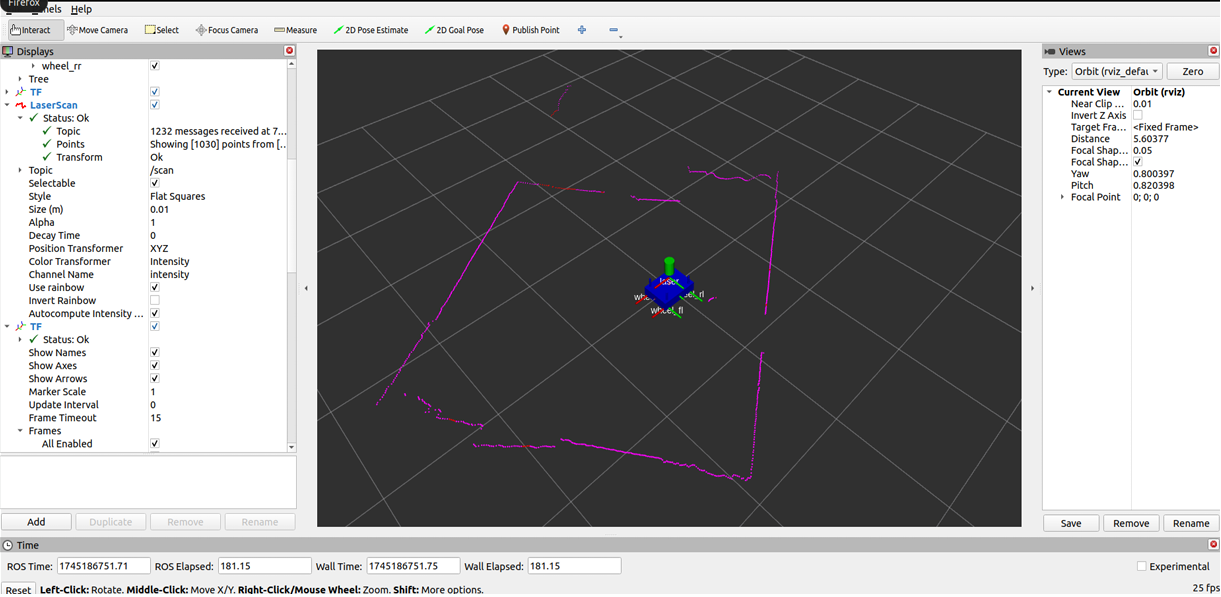 Firefox
nels Help
Interact Move Camera Select Focus Camera Measure 2D Pose Estimate 2D Goal Pose Publish Point
Displays
wheel_rr
Tree
TF
LaserScan
Status: Ok
Topic 1232 messages received at 7...
Points Showing [1030] points from [..
Transform Ok
Topic /scan
Selectable
Style Flat Squares
Size (m) 0.01
Alpha 1
Decay Time 0
Position Transformer XYZ
Color Transformer Intensity
Channel Name intensity
Use rainbow
Invert Rainbow
Autocompute Intensity ...
TF
Status: Ok
Show Names
Show Axes
Show Arrows
Marker Scale 1
Update Interval 0
Frame Timeout 15
Frames
All Enabled
Add Duplicate Remove Rename
laser
wheel_fl
Views
Type: Orbit (rviz_defau Zero
Current View Orbit (rviz)
Near Clip ... 0.01
Invert Z Axis
Target Fra... <Fixed Frame>
Distance 5.60377
Focal Shap... 0.05
Focal Shap...
Yaw 0.800397
Pitch 0.820398
Focal Point 0; 0; 0
Save Remove Rename
Time
ROS Time: 1745186751.71 ROS Elapsed: 181.15 Wall Time: 1745186751.75 Wall Elapsed: 181.15 Experimental
Reset Left-Click: Rotate. Middle-Click: Move X/Y. Right-Click/Mouse Wheel: Zoom. Shift: More options. 25 fps